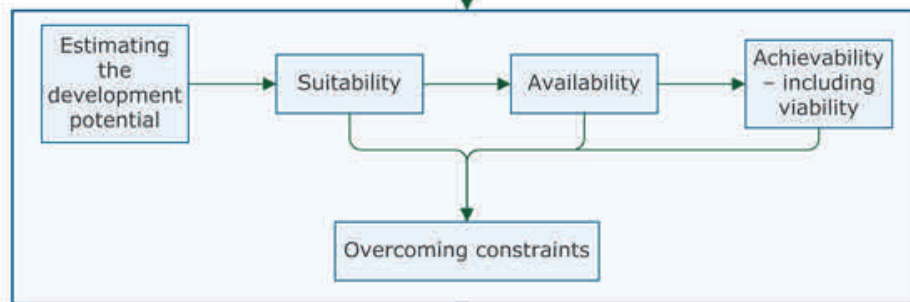 Estimating
the
development
potential
Suitability
Availability
Achievability
– including
viability
Overcoming constraints